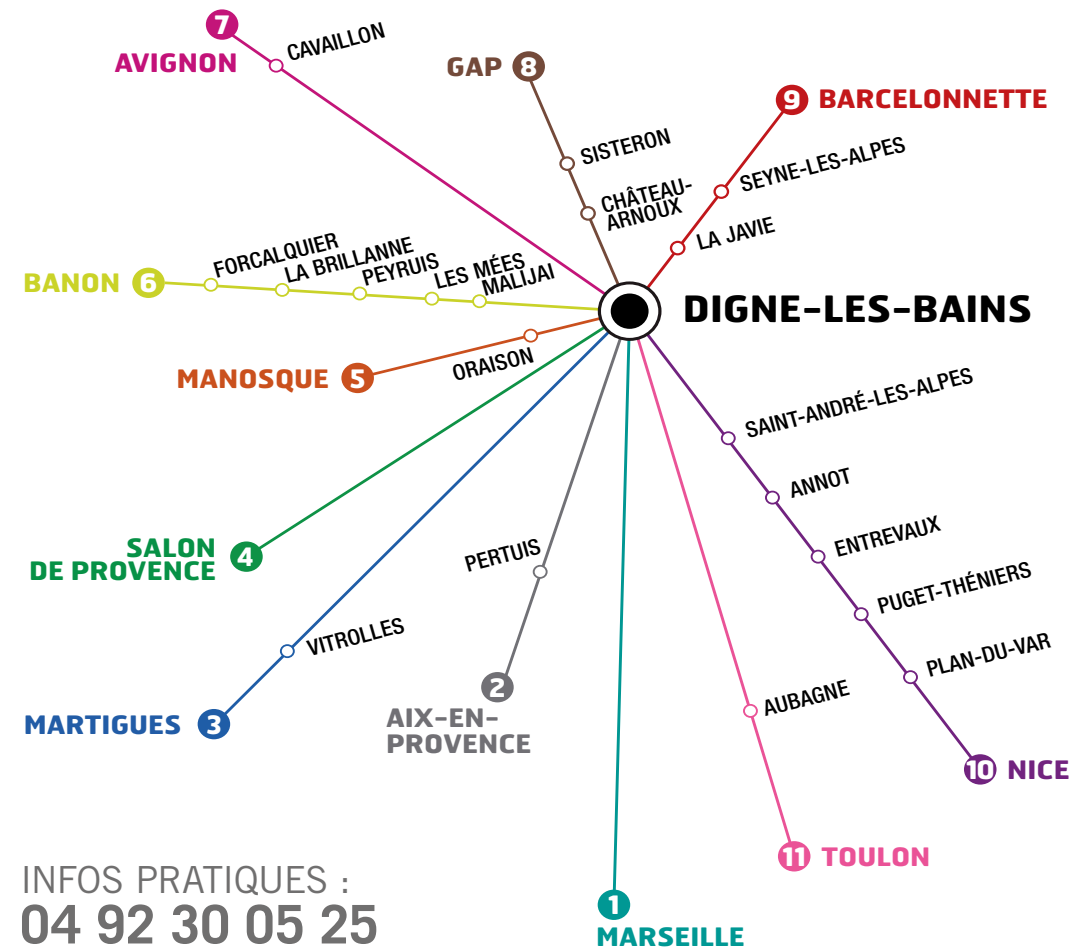 7
AVIGNON
CAVAILLON
GAP 8
SISTERON
CHÂTEAU-
ARNOUX
9 BARCELONNETTE
SEYNE-LES-ALPES
LA JAVIE
BANON 6
FORCALQUIER
LA BRILLANNE
PEYRUIS
LES MÉES
MALIJAI
DIGNE-LES-BAINS
MANOSQUE 5
ORAISON
SALON
DE PROVENCE 4
VITROLLES
MARTIGUES 3
PERTUIS
2
AIX-EN-
PROVENCE
SAINT-ANDRÉ-LES-ALPES
ANNOT
ENTREVAUX
PUGET-THÉNIERS
PLAN-DU-VAR
10 NICE
AUBAGNE
11 TOULON
1
MARSEILLE
INFOS PRATIQUES :
04 92 30 05 25